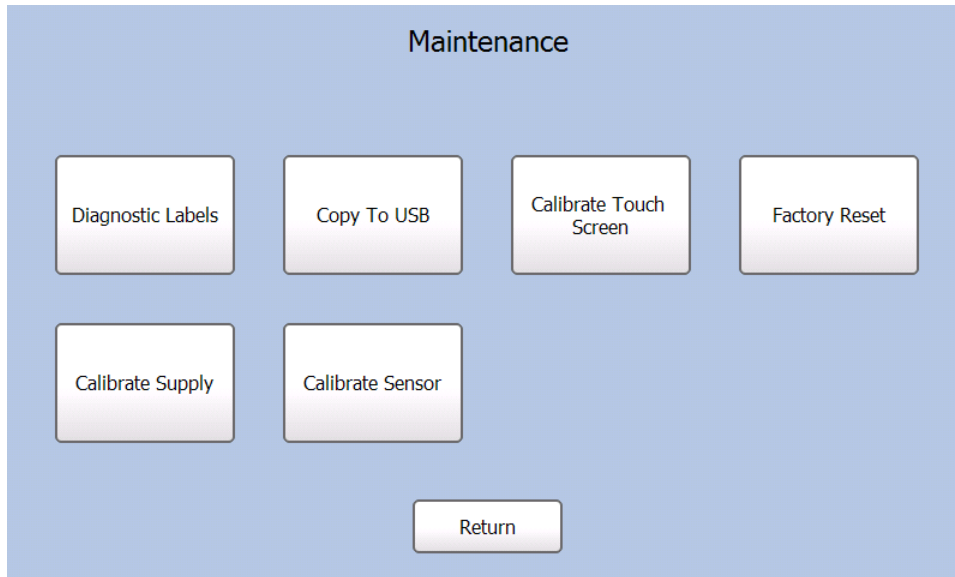 Maintenance
Diagnostic Labels
Copy To USB
Calibrate Touch
Screen
Factory Reset
Calibrate Supply
Calibrate Sensor
Return